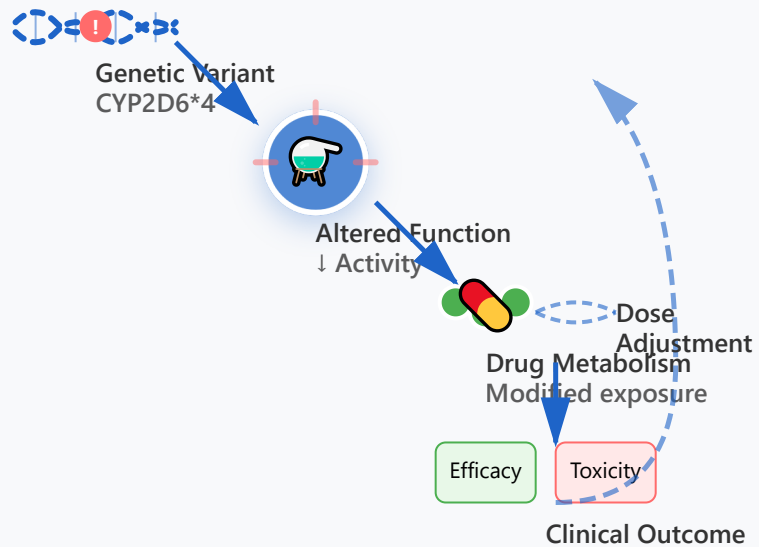 !
Genetic Variant
CYP2D6*4
Altered Function
↓ Activity
Dose
Adjustment
Drug Metabolism
Modified exposure
Efficacy
Toxicity
Clinical Outcome